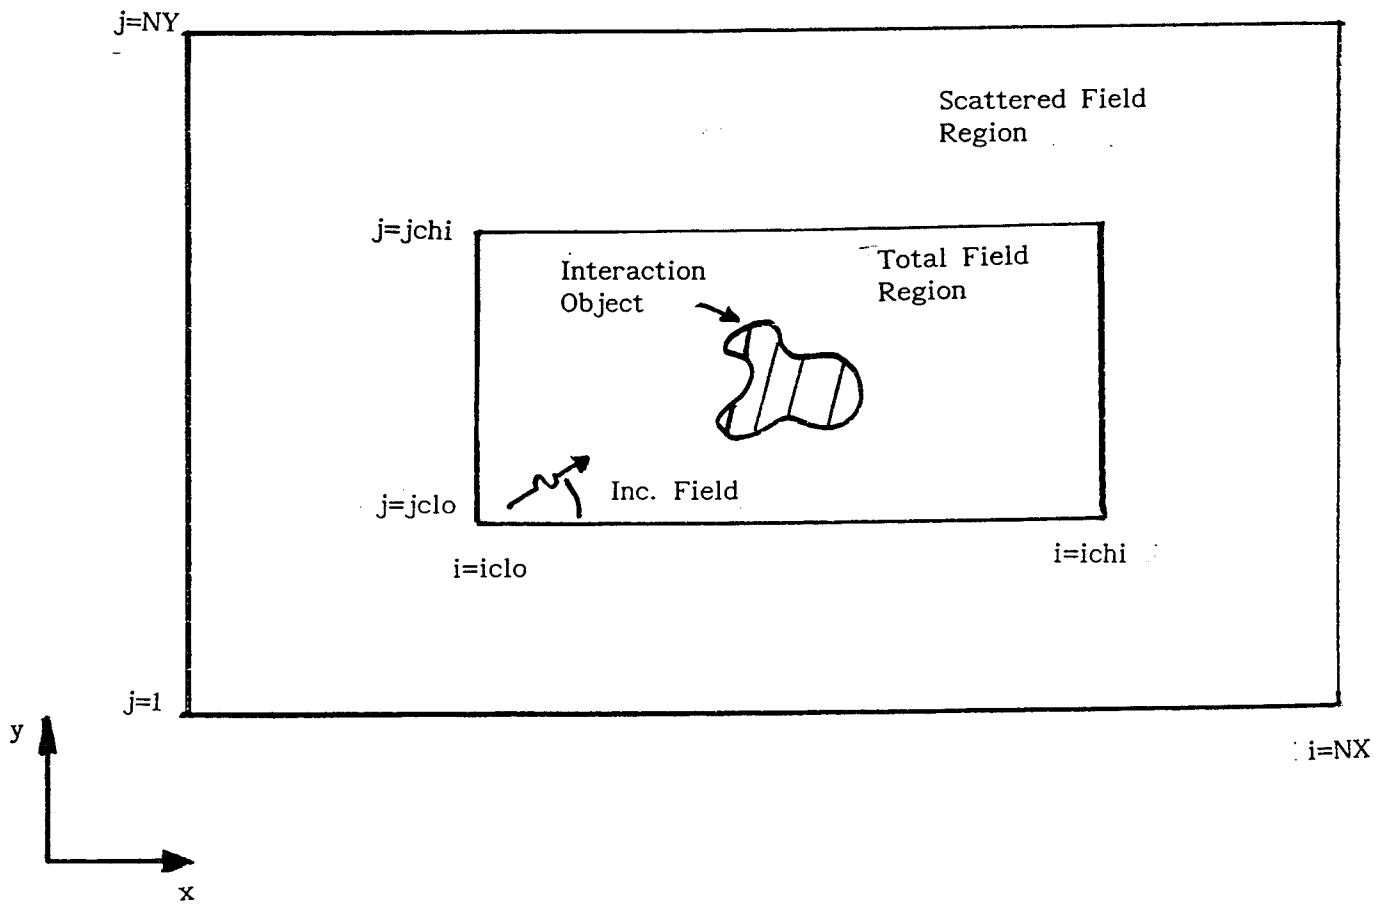 j=NY
Scattered Field
Region
j=jchi
Interaction
Object
Total Field
Region
j=jclo
Inc. Field
i=iclo
i=ichi
j=1
y
i=NX
x